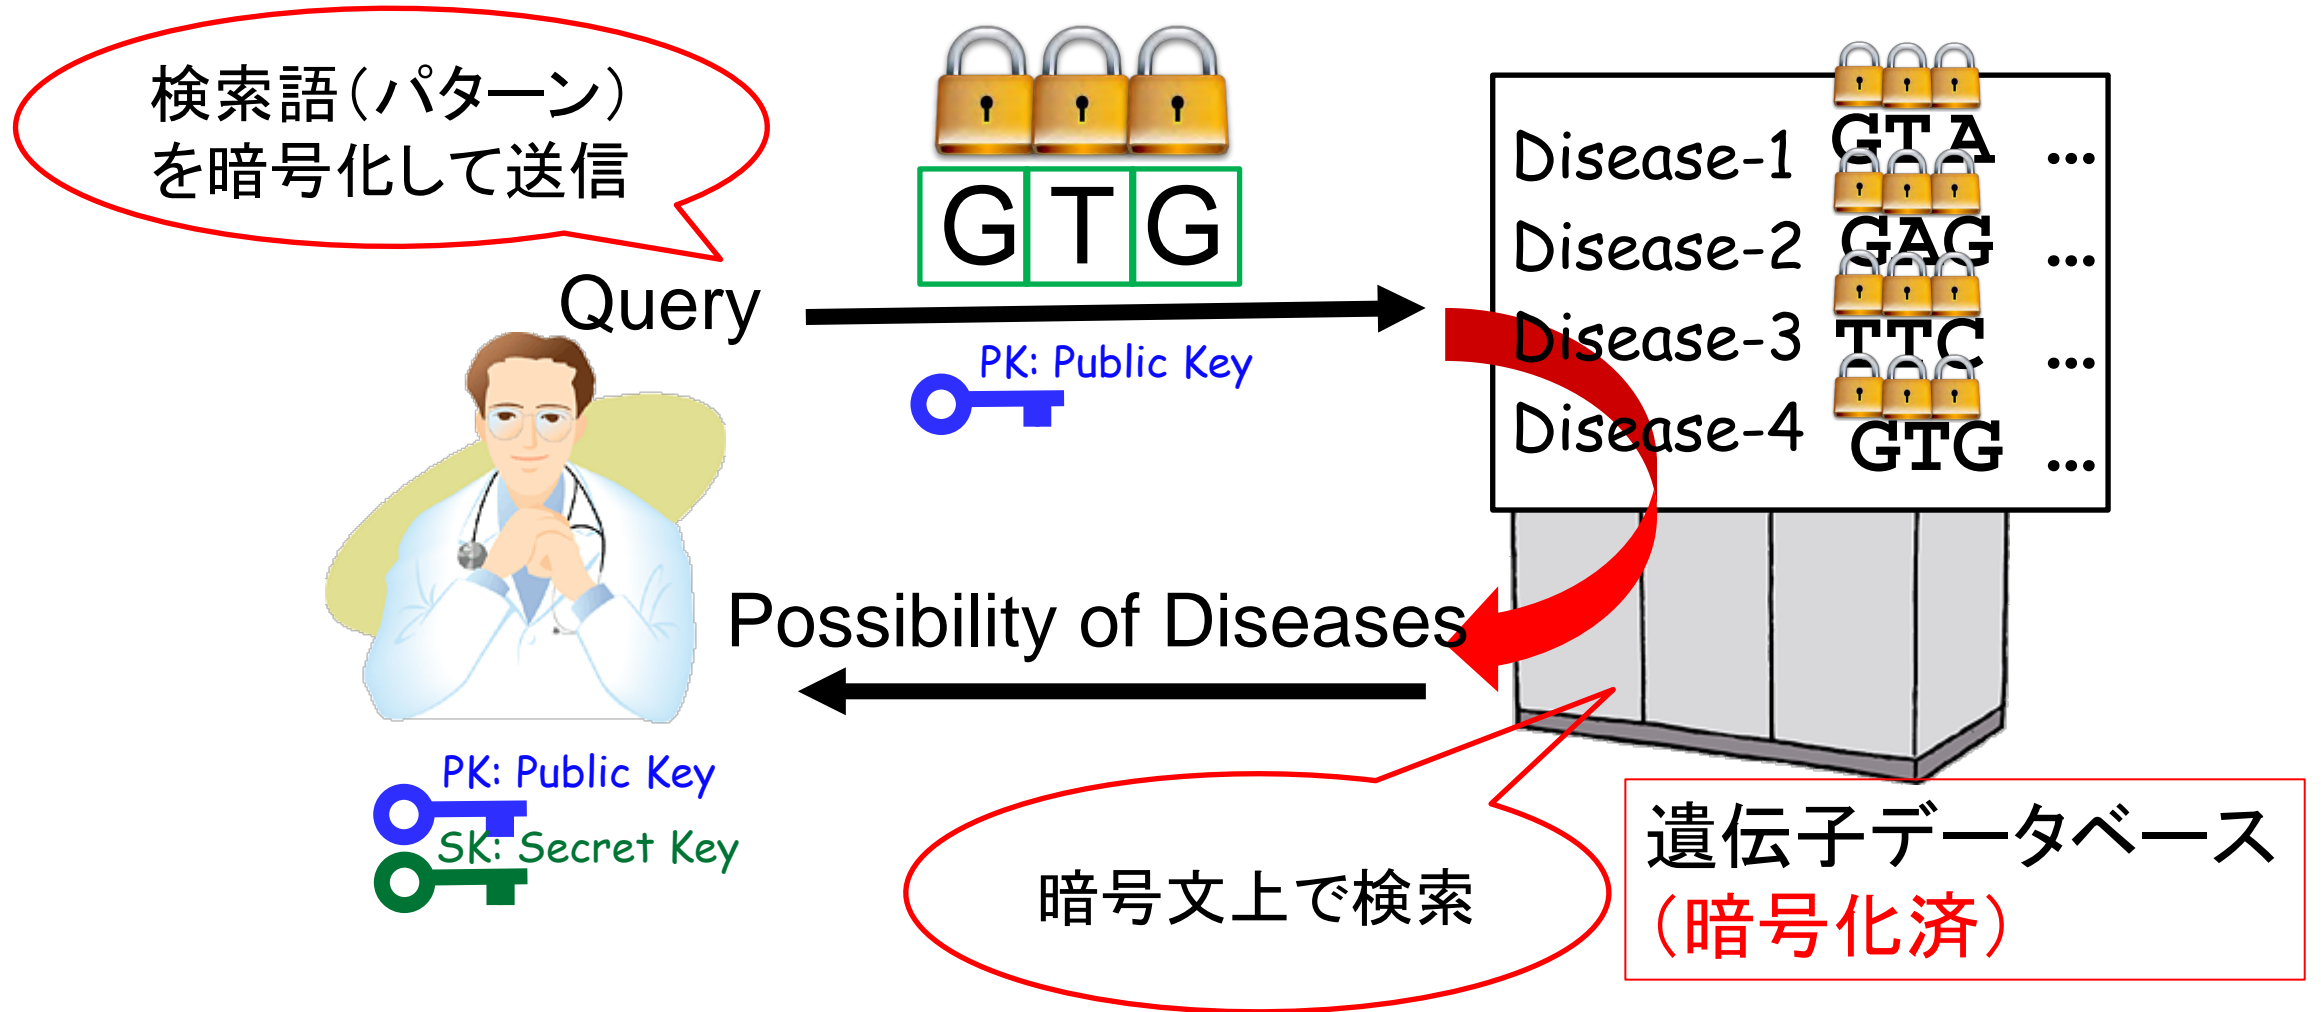 検索語（パターン）
を暗号化して送信
GTG
Query
PK: Public Key
Disease-1 GTA ...
Disease-2 GAG ...
Disease-3 TTC ...
Disease-4 GTG ...
Possibility of Diseases
PK: Public Key
SK: Secret Key
暗号文上で検索
遺伝子データベース
（暗号化済）